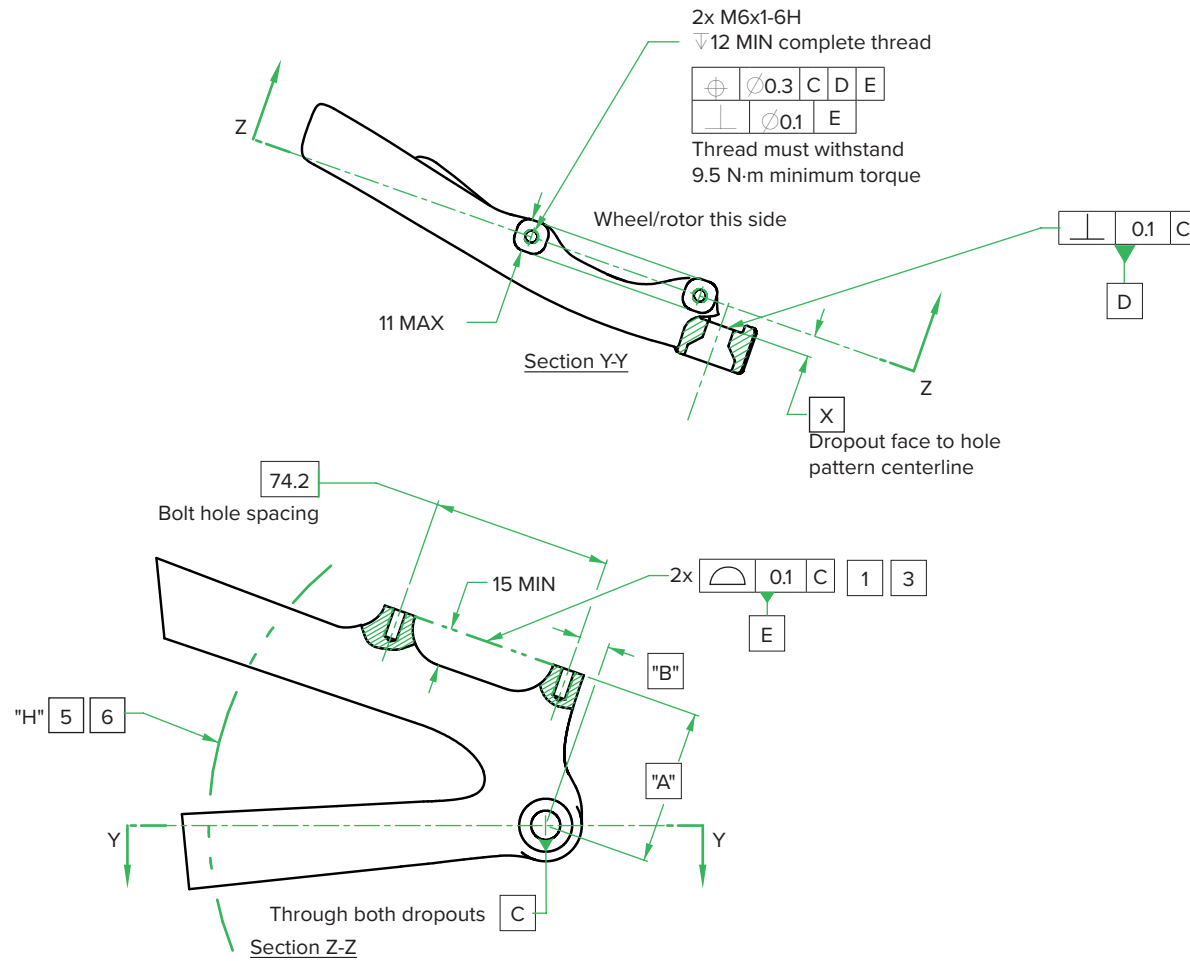 2x M6x1-6H
↧12 MIN complete thread
⌖ ∅0.3 C D E
⊥ ∅0.1 E
Thread must withstand
9.5 N·m minimum torque
Z
Wheel/rotor this side
⊥ 0.1 C
D
11 MAX
Section Y-Y
Z
X
Dropout face to hole
pattern centerline
74.2
Bolt hole spacing
15 MIN
2x ⌓ 0.1 C 1 3
E
"B"
"H" 5 6
"A"
Y
Y
Through both dropouts C
Section Z-Z